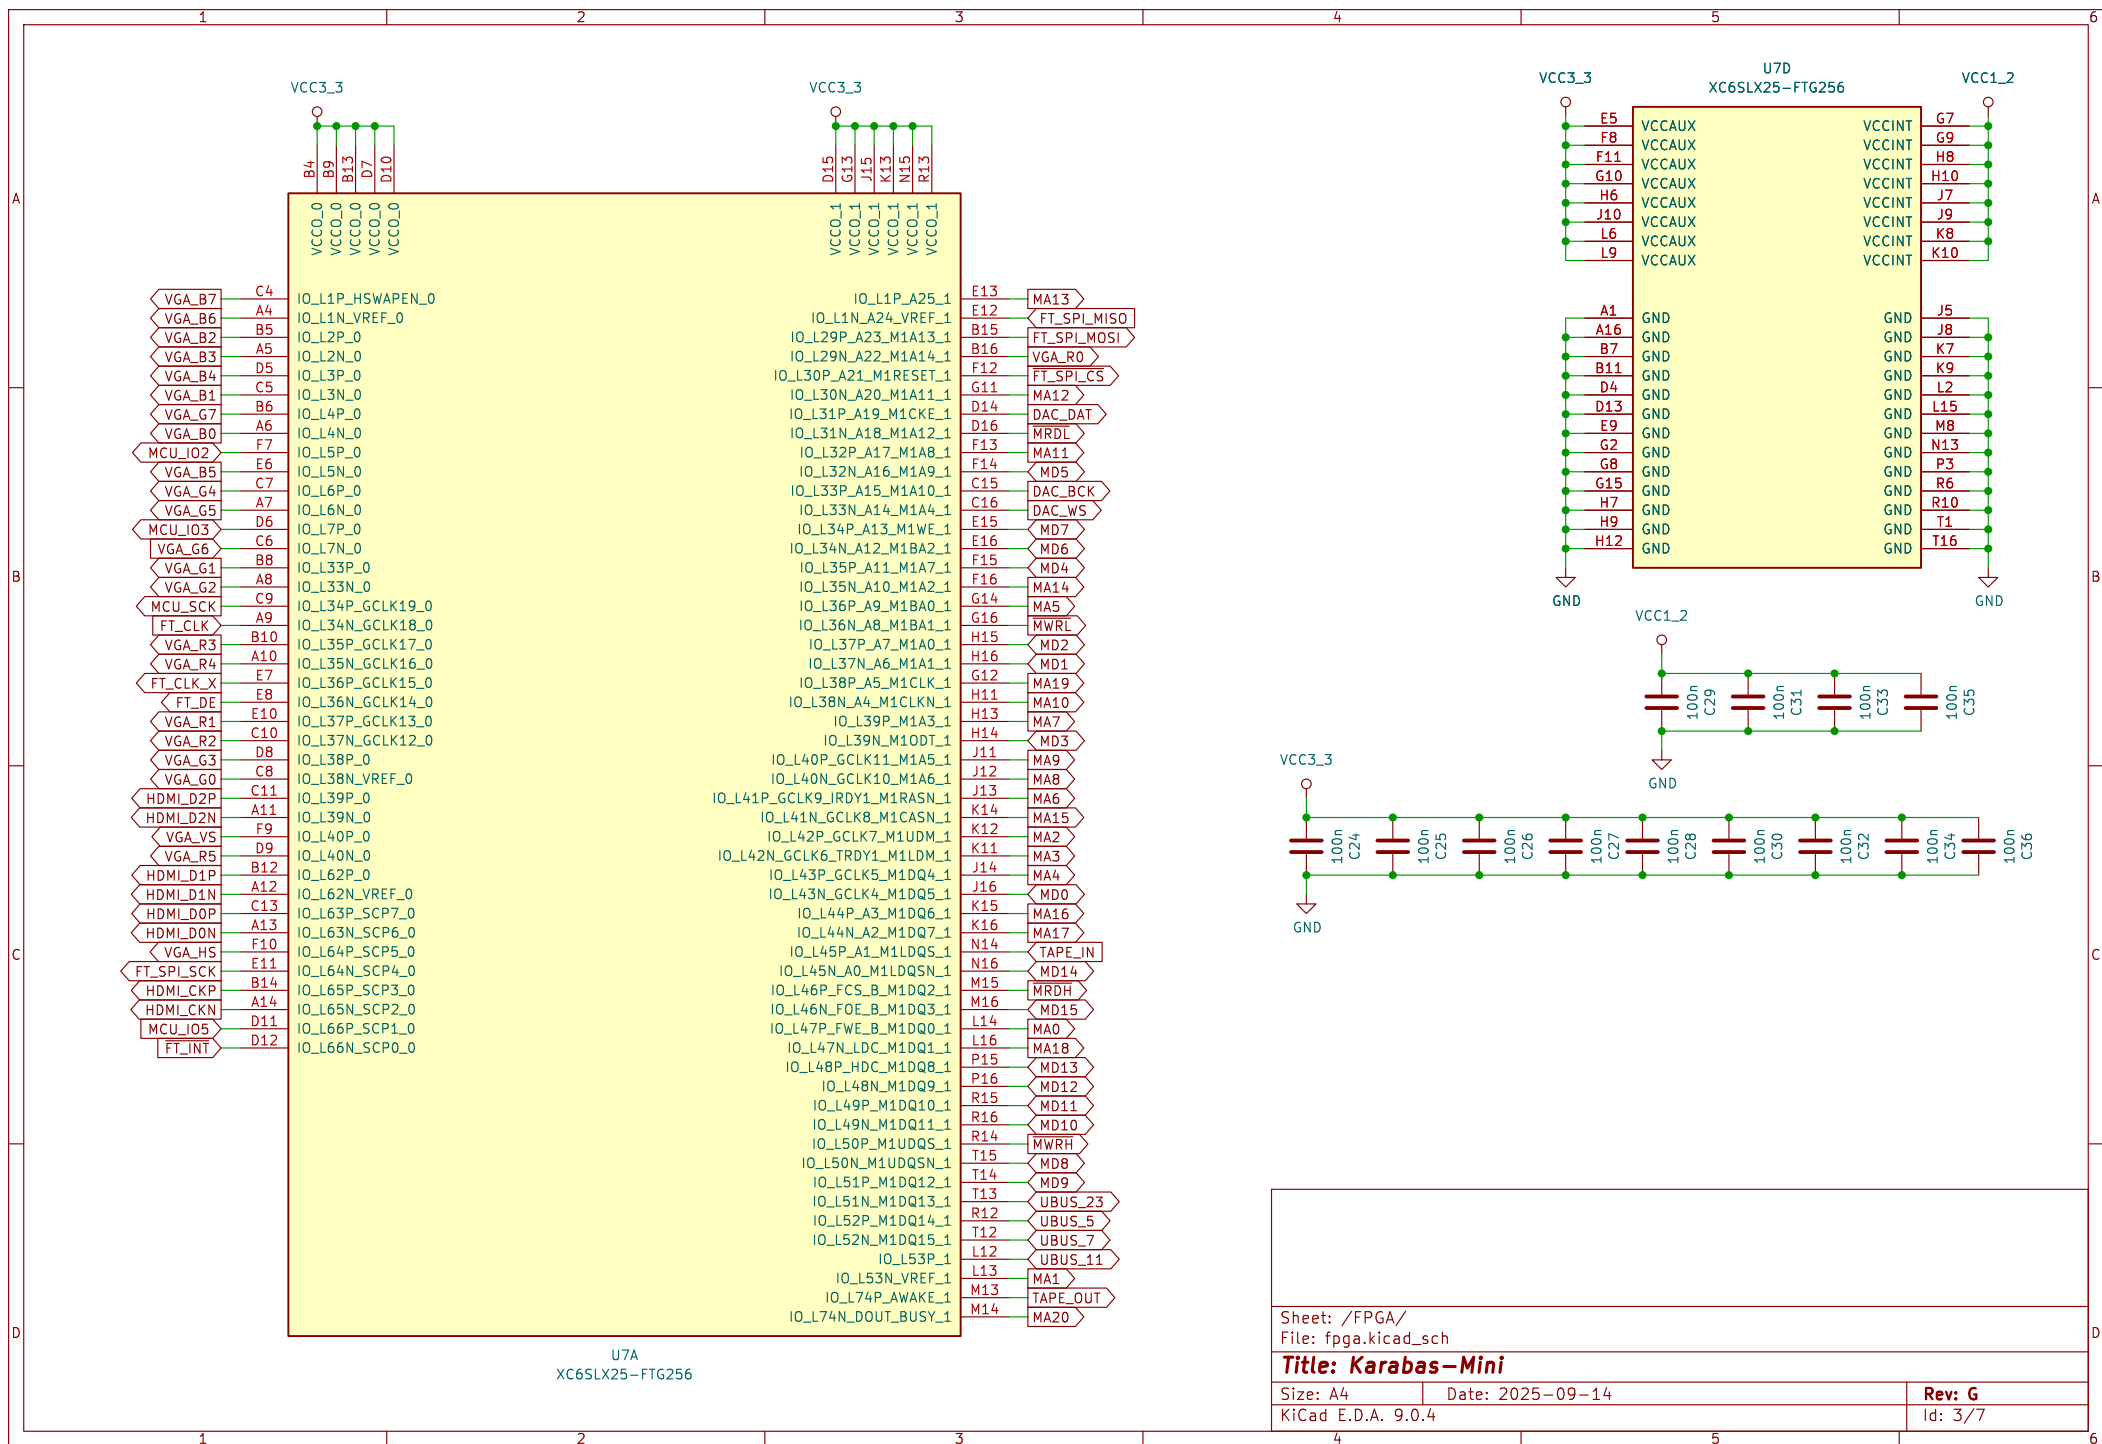 1 2 3 4 5 6
A
B
C
D
A
B
C
D
1 2 3 4 5 6
VCC3_3
VCC3_3
B4 B9 B13 D7 D10
D15 G13 J15 K13 N15 R13
VCCO_0 VCCO_0 VCCO_0 VCCO_0 VCCO_0
VCCO_1 VCCO_1 VCCO_1 VCCO_1 VCCO_1 VCCO_1
VGA_B7 C4 IO_L1P_HSWAPEN_0
VGA_B6 A4 IO_L1N_VREF_0
VGA_B2 B5 IO_L2P_0
VGA_B3 A5 IO_L2N_0
VGA_B4 D5 IO_L3P_0
VGA_B1 C5 IO_L3N_0
VGA_G7 B6 IO_L4P_0
VGA_B0 A6 IO_L4N_0
MCU_IO2 F7 IO_L5P_0
VGA_B5 E6 IO_L5N_0
VGA_G4 C7 IO_L6P_0
VGA_G5 A7 IO_L6N_0
MCU_IO3 D6 IO_L7P_0
VGA_G6 C6 IO_L7N_0
VGA_G1 B8 IO_L33P_0
VGA_G2 A8 IO_L33N_0
MCU_SCK C9 IO_L34P_GCLK19_0
FT_CLK A9 IO_L34N_GCLK18_0
VGA_R3 B10 IO_L35P_GCLK17_0
VGA_R4 A10 IO_L35N_GCLK16_0
FT_CLK_X E7 IO_L36P_GCLK15_0
FT_DE E8 IO_L36N_GCLK14_0
VGA_R1 E10 IO_L37P_GCLK13_0
VGA_R2 C10 IO_L37N_GCLK12_0
VGA_G3 D8 IO_L38P_0
VGA_G0 C8 IO_L38N_VREF_0
HDMI_D2P C11 IO_L39P_0
HDMI_D2N A11 IO_L39N_0
VGA_VS F9 IO_L40P_0
VGA_R5 D9 IO_L40N_0
HDMI_D1P B12 IO_L62P_0
HDMI_D1N A12 IO_L62N_VREF_0
HDMI_D0P C13 IO_L63P_SCP7_0
HDMI_D0N A13 IO_L63N_SCP6_0
VGA_HS F10 IO_L64P_SCP5_0
FT_SPI_SCK E11 IO_L64N_SCP4_0
HDMI_CKP B14 IO_L65P_SCP3_0
HDMI_CKN A14 IO_L65N_SCP2_0
MCU_IO5 D11 IO_L66P_SCP1_0
FT_INT D12 IO_L66N_SCP0_0
IO_L1P_A25_1 E13 MA13
IO_L1N_A24_VREF_1 E12 FT_SPI_MISO
IO_L29P_A23_M1A13_1 B15 FT_SPI_MOSI
IO_L29N_A22_M1A14_1 B16 VGA_R0
IO_L30P_A21_M1RESET_1 F12 FT_SPI_CS
IO_L30N_A20_M1A11_1 G11 MA12
IO_L31P_A19_M1CKE_1 D14 DAC_DAT
IO_L31N_A18_M1A12_1 D16 MRDL
IO_L32P_A17_M1A8_1 F13 MA11
IO_L32N_A16_M1A9_1 F14 MD5
IO_L33P_A15_M1A10_1 C15 DAC_BCK
IO_L33N_A14_M1A4_1 C16 DAC_WS
IO_L34P_A13_M1WE_1 E15 MD7
IO_L34N_A12_M1BA2_1 E16 MD6
IO_L35P_A11_M1A7_1 F15 MD4
IO_L35N_A10_M1A2_1 F16 MA14
IO_L36P_A9_M1BA0_1 G14 MA5
IO_L36N_A8_M1BA1_1 G16 MWRL
IO_L37P_A7_M1A0_1 H15 MD2
IO_L37N_A6_M1A1_1 H16 MD1
IO_L38P_A5_M1CLK_1 G12 MA19
IO_L38N_A4_M1CLKN_1 H11 MA10
IO_L39P_M1A3_1 H13 MA7
IO_L39N_M1ODT_1 H14 MD3
IO_L40P_GCLK11_M1A5_1 J11 MA9
IO_L40N_GCLK10_M1A6_1 J12 MA8
IO_L41P_GCLK9_IRDY1_M1RASN_1 J13 MA6
IO_L41N_GCLK8_M1CASN_1 K14 MA15
IO_L42P_GCLK7_M1UDM_1 K12 MA2
IO_L42N_GCLK6_TRDY1_M1LDM_1 K11 MA3
IO_L43P_GCLK5_M1DQ4_1 J14 MA4
IO_L43N_GCLK4_M1DQ5_1 J16 MD0
IO_L44P_A3_M1DQ6_1 K15 MA16
IO_L44N_A2_M1DQ7_1 K16 MA17
IO_L45P_A1_M1LDQS_1 N14 TAPE_IN
IO_L45N_A0_M1LDQSN_1 N16 MD14
IO_L46P_FCS_B_M1DQ2_1 M15 MRDH
IO_L46N_FOE_B_M1DQ3_1 M16 MD15
IO_L47P_FWE_B_M1DQ0_1 L14 MA0
IO_L47N_LDC_M1DQ1_1 L16 MA18
IO_L48P_HDC_M1DQ8_1 P15 MD13
IO_L48N_M1DQ9_1 P16 MD12
IO_L49P_M1DQ10_1 R15 MD11
IO_L49N_M1DQ11_1 R16 MD10
IO_L50P_M1UDQS_1 R14 MWRH
IO_L50N_M1UDQSN_1 T15 MD8
IO_L51P_M1DQ12_1 T14 MD9
IO_L51N_M1DQ13_1 T13 UBUS_23
IO_L52P_M1DQ14_1 R12 UBUS_5
IO_L52N_M1DQ15_1 T12 UBUS_7
IO_L53P_1 L12 UBUS_11
IO_L53N_VREF_1 L13 MA1
IO_L74P_AWAKE_1 M13 TAPE_OUT
IO_L74N_DOUT_BUSY_1 M14 MA20
U7A
XC6SLX25-FTG256
U7D
XC6SLX25-FTG256
VCC3_3 VCC1_2
E5 VCCAUX VCCINT G7
F8 VCCAUX VCCINT G9
F11 VCCAUX VCCINT H8
G10 VCCAUX VCCINT H10
H6 VCCAUX VCCINT J7
J10 VCCAUX VCCINT J9
L6 VCCAUX VCCINT K8
L9 VCCAUX VCCINT K10
A1 GND GND J5
A16 GND GND J8
B7 GND GND K7
B11 GND GND K9
D4 GND GND L2
D13 GND GND L15
E9 GND GND M8
G2 GND GND N13
G8 GND GND P3
G15 GND GND R6
H7 GND GND R10
H9 GND GND T1
H12 GND GND T16
GND GND
VCC1_2
100n C29 100n C31 100n C33 100n C35
GND
VCC3_3
100n C24 100n C25 100n C26 100n C27 100n C28 100n C30 100n C32 100n C34 100n C36
GND
Sheet: /FPGA/
File: fpga.kicad_sch
Title: Karabas-Mini
Size: A4 Date: 2025-09-14 Rev: G
KiCad E.D.A. 9.0.4 Id: 3/7